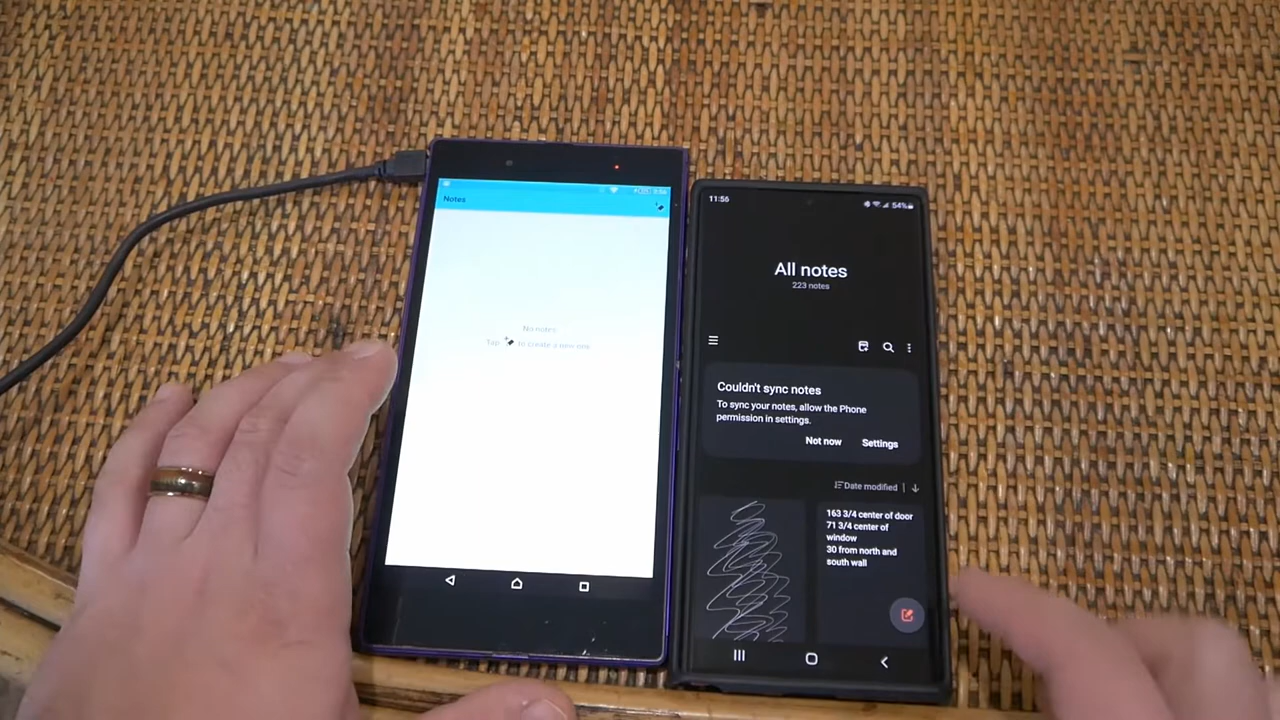 Notes
No notes
Tap to create a new one
11:56
54%
All notes
223 notes
Couldn't sync notes
To sync your notes, allow the Phone
permission in settings.
Not now
Settings
Date modified
163 3/4 center of door
71 3/4 center of
window
30 from north and
south wall